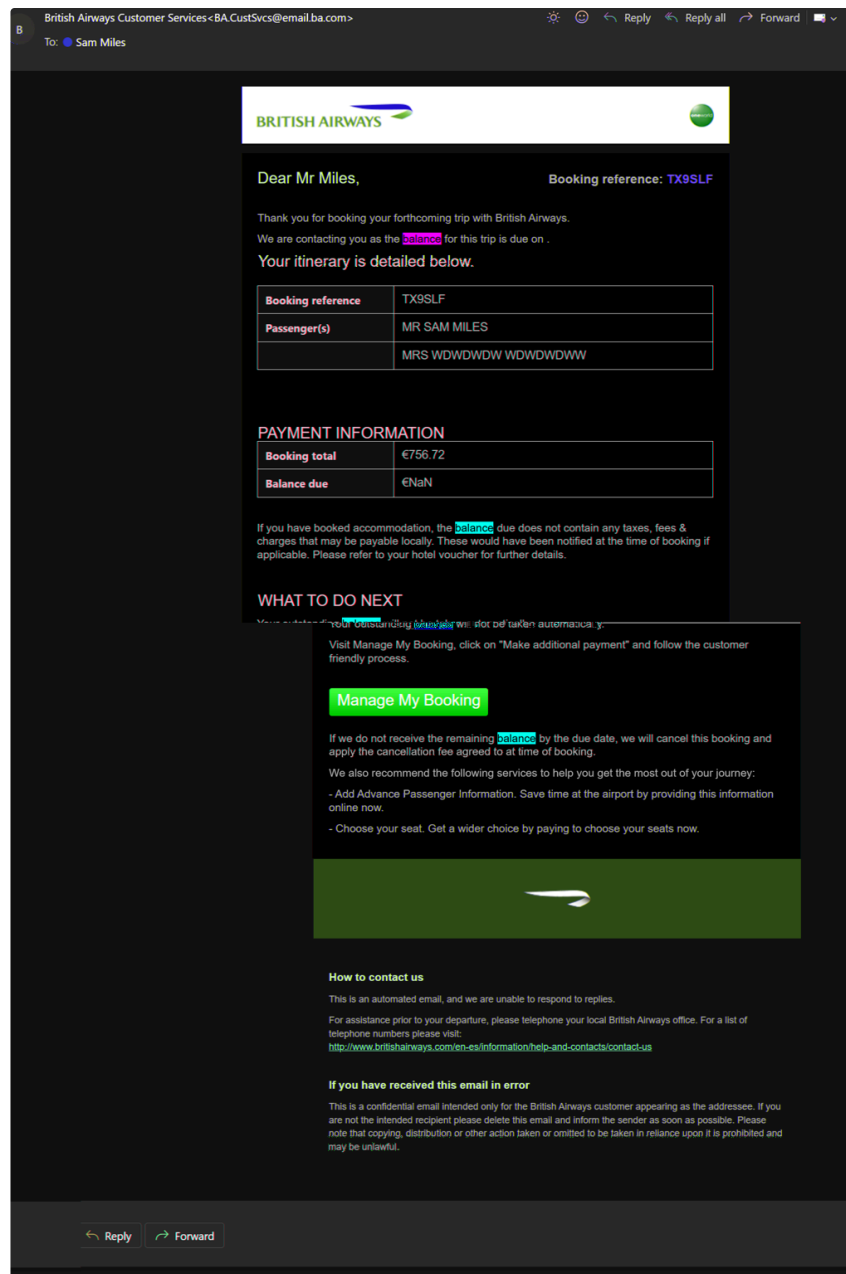 B
British Airways Customer Services<BA.CustSvcs@email.ba.com>
Reply
Reply all
Forward
To: Sam Miles
BRITISH AIRWAYS
Dear Mr Miles,
Booking reference: TX9SLF
Thank you for booking your forthcoming trip with British Airways.
We are contacting you as the balance for this trip is due on .
Your itinerary is detailed below.
Booking reference TX9SLF
Passenger(s) MR SAM MILES
MRS WDWDWDW WDWDWDWW
PAYMENT INFORMATION
Booking total €756.72
Balance due €NaN
If you have booked accommodation, the balance due does not contain any taxes, fees &
charges that may be payable locally. These would have been notified at the time of booking if
applicable. Please refer to your hotel voucher for further details.
WHAT TO DO NEXT
Your outstanding balance will not be taken automatically.
Visit Manage My Booking, click on "Make additional payment" and follow the customer
friendly process.
Manage My Booking
If we do not receive the remaining balance by the due date, we will cancel this booking and
apply the cancellation fee agreed to at time of booking.
We also recommend the following services to help you get the most out of your journey:
- Add Advance Passenger Information. Save time at the airport by providing this information
online now.
- Choose your seat. Get a wider choice by paying to choose your seats now.
How to contact us
This is an automated email, and we are unable to respond to replies.
For assistance prior to your departure, please telephone your local British Airways office. For a list of
telephone numbers please visit:
http://www.britishairways.com/en-es/information/help-and-contacts/contact-us
If you have received this email in error
This is a confidential email intended only for the British Airways customer appearing as the addressee. If you
are not the intended recipient please delete this email and inform the sender as soon as possible. Please
note that copying, distribution or other action taken or omitted to be taken in reliance upon it is prohibited and
may be unlawful.
Reply
Forward